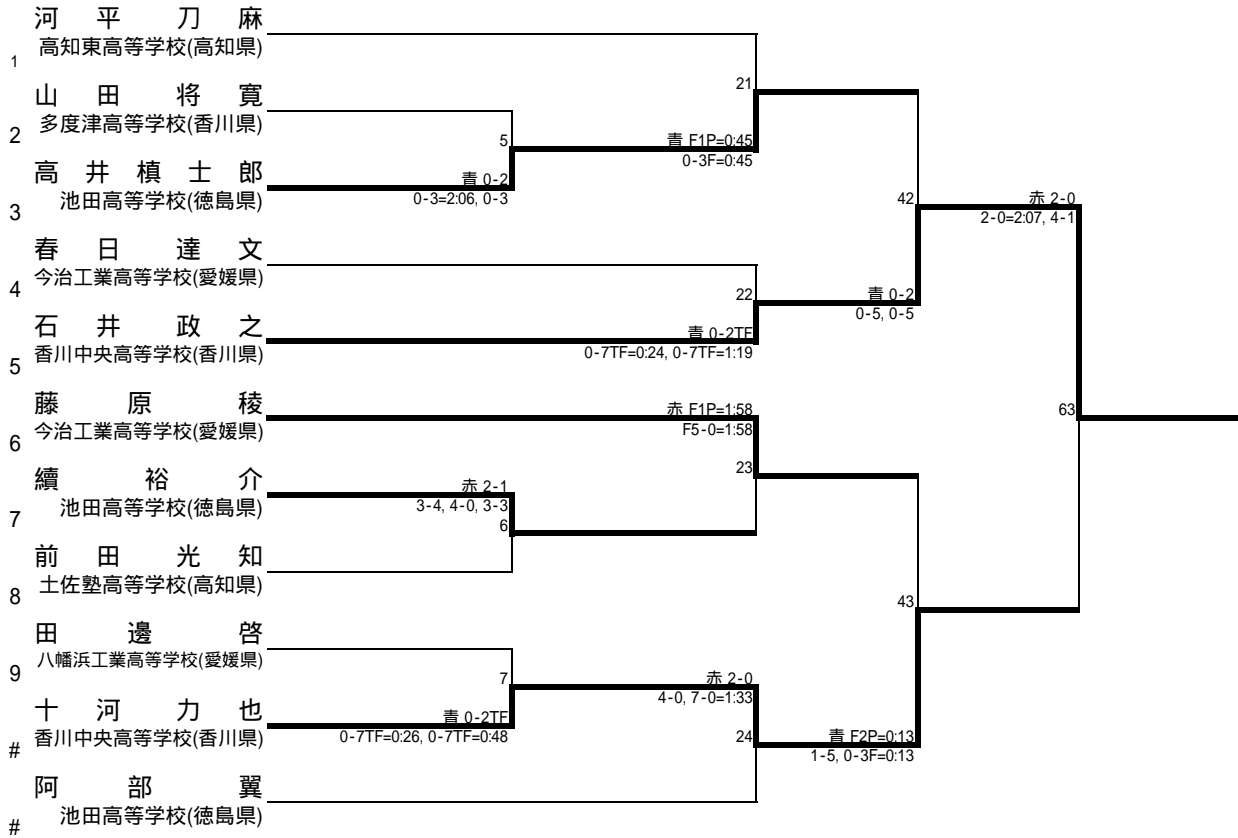 河平刀麻
1 高知東高等学校(高知県)
21
山田将寛
2 多度津高等学校(香川県)
5
青 F1P=0:45
0-3F=0:45
高井槙士郎
3 池田高等学校(徳島県)
青 0-2
0-3=2:06, 0-3
42
赤 2-0
2-0=2:07, 4-1
春日達文
4 今治工業高等学校(愛媛県)
22
青 0-2
0-5, 0-5
石井政之
5 香川中央高等学校(香川県)
青 0-2TF
0-7TF=0:24, 0-7TF=1:19
藤原稜
6 今治工業高等学校(愛媛県)
赤 F1P=1:58
F5-0=1:58
63
23
續裕介
7 池田高等学校(徳島県)
赤 2-1
3-4, 4-0, 3-3
6
前田光知
8 土佐塾高等学校(高知県)
43
田邊啓
9 八幡浜工業高等学校(愛媛県)
7
赤 2-0
4-0, 7-0=1:33
十河力也
# 香川中央高等学校(香川県)
青 0-2TF
0-7TF=0:26, 0-7TF=0:48
24
青 F2P=0:13
1-5, 0-3F=0:13
阿部翼
# 池田高等学校(徳島県)